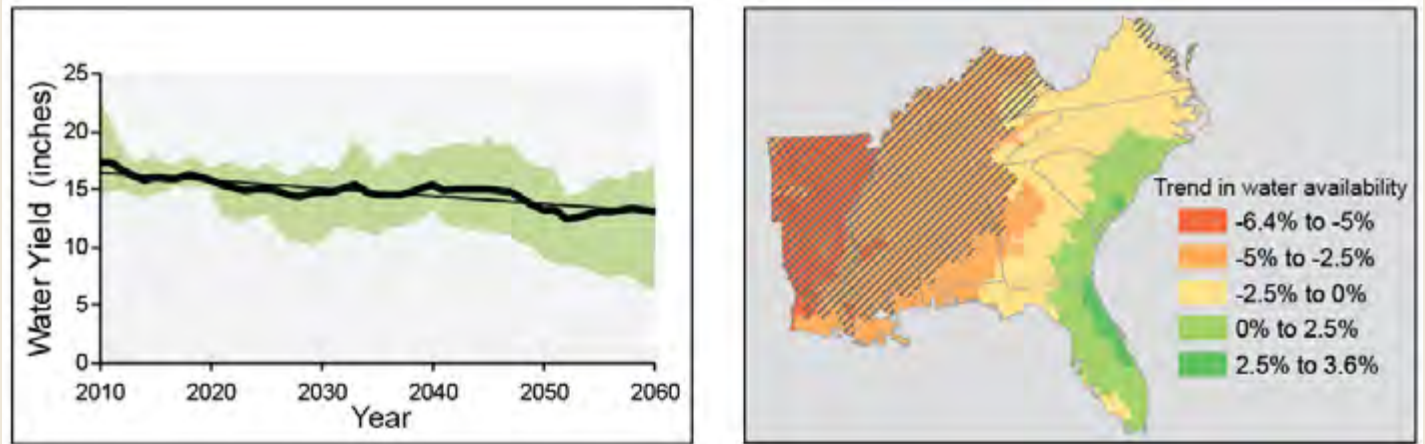 25
20
15
10
5
0
Water Yield (inches)
2010 2020 2030 2040 2050 2060
Year
Trend in water availability
-6.4% to -5%
-5% to -2.5%
-2.5% to 0%
0% to 2.5%
2.5% to 3.6%